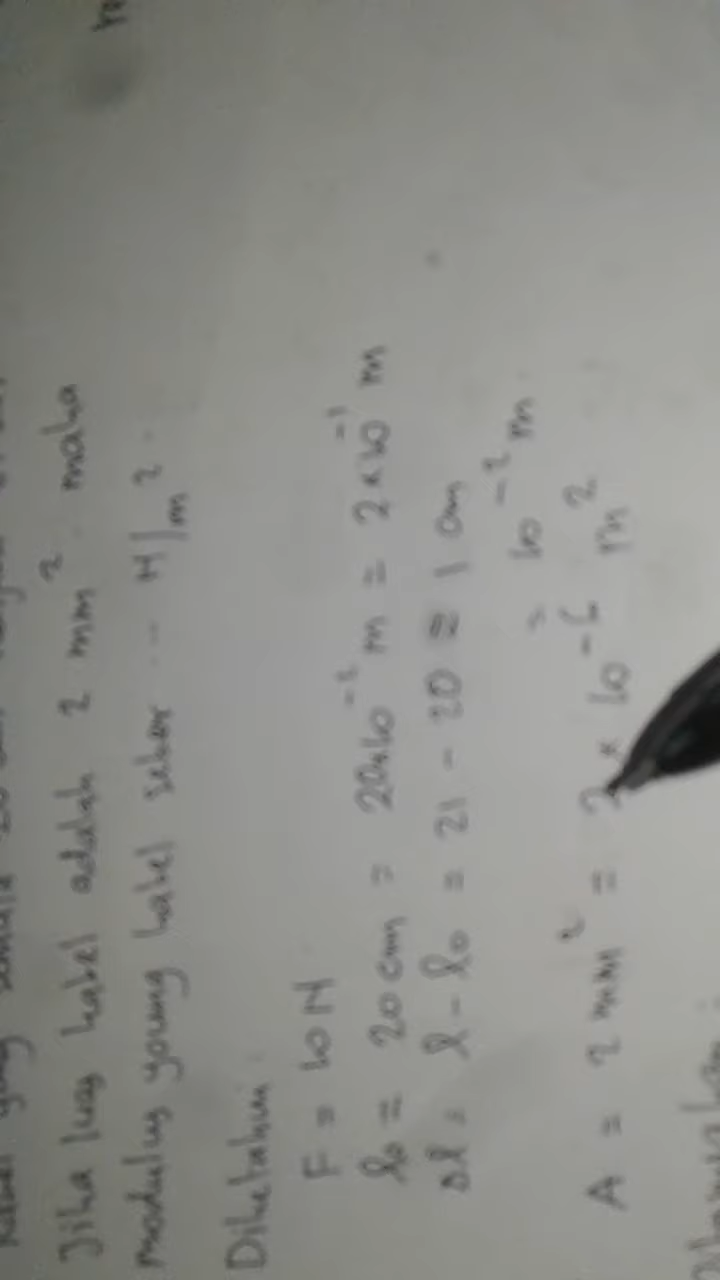 Jika luas kabel adalah 2 mm² maka
modulus young kabel sebesar ... N/m².
Diketahui:
F = 10 N
l₀ = 20 cm = 20×10⁻² m = 2×10⁻¹ m
Δl = l - l₀ = 21 - 20 = 1 cm
= 10⁻² m
A = 2 mm² = 2 × 10⁻⁶ m²